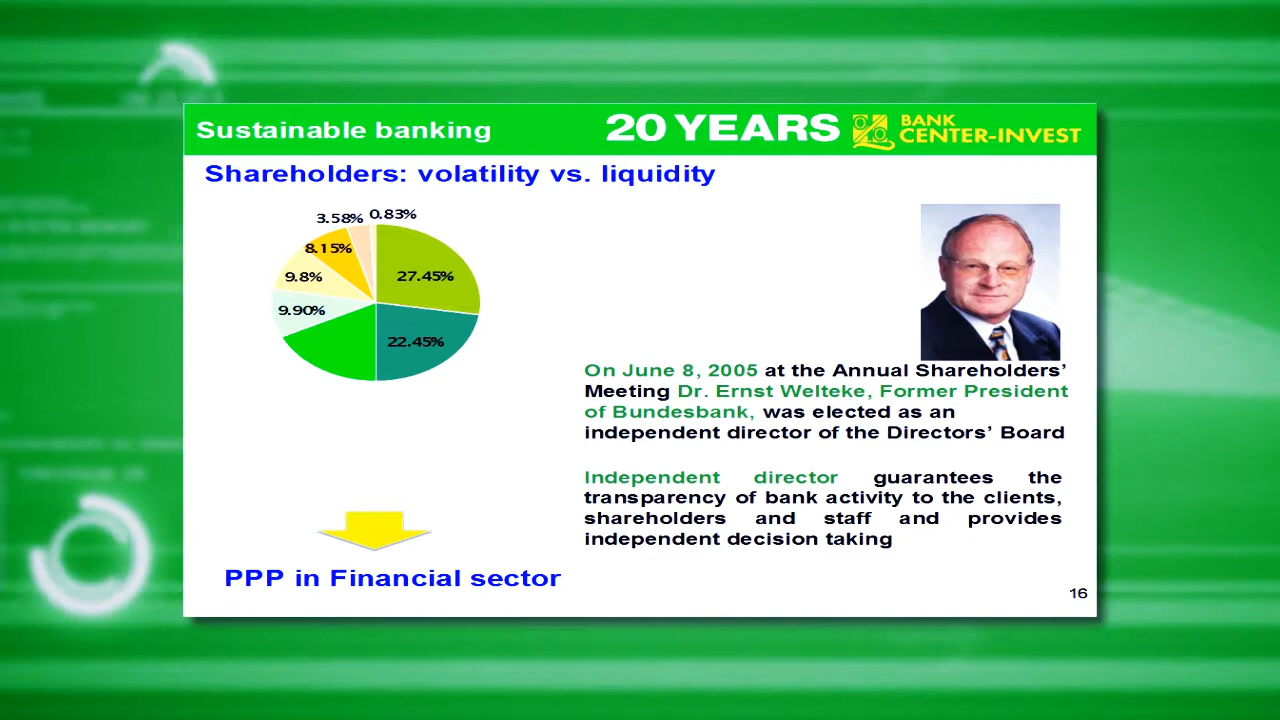 Sustainable banking
20 YEARS
BANK
CENTER-INVEST
Shareholders: volatility vs. liquidity
3.58%
0.83%
8.15%
27.45%
9.8%
9.90%
22.45%
On June 8, 2005 at the Annual Shareholders’
Meeting Dr. Ernst Welteke, Former President
of Bundesbank, was elected as an
independent director of the Directors’ Board
Independent director guarantees the
transparency of bank activity to the clients,
shareholders and staff and provides
independent decision taking
PPP in Financial sector
16